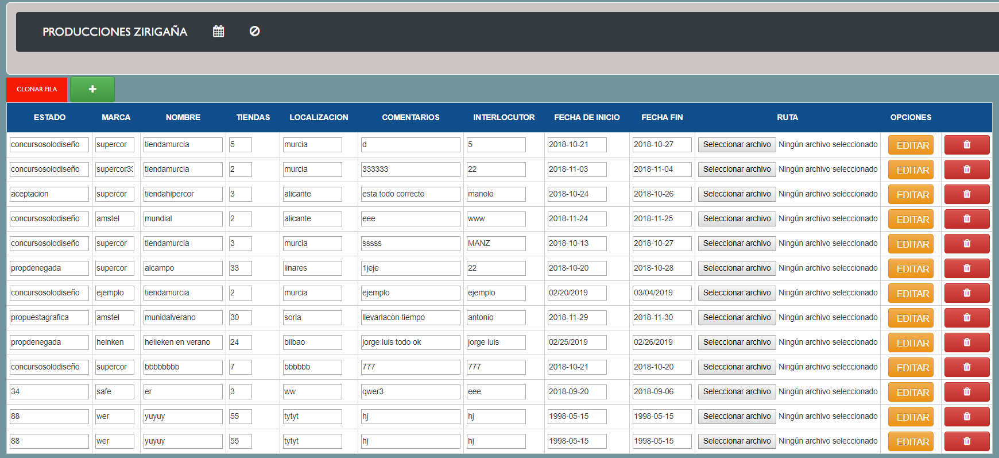 PRODUCCIONES ZIRIGAÑA
CLONAR FILA
ESTADO MARCA NOMBRE TIENDAS LOCALIZACION COMENTARIOS INTERLOCUTOR FECHA DE INICIO FECHA FIN RUTA OPCIONES
concursosolodiseño supercor tiendamurcia 5 murcia d 5 2018-10-21 2018-10-27 Seleccionar archivo Ningún archivo seleccionado EDITAR
concursosolodiseño supercor33 tiendamurcia 2 murcia 333333 22 2018-11-03 2018-11-04 Seleccionar archivo Ningún archivo seleccionado EDITAR
aceptacion supercor tiendahipercor 3 alicante esta todo correcto manolo 2018-10-24 2018-10-26 Seleccionar archivo Ningún archivo seleccionado EDITAR
concursosolodiseño amstel mundial 2 alicante eee www 2018-11-24 2018-11-25 Seleccionar archivo Ningún archivo seleccionado EDITAR
concursosolodiseño supercor tiendamurcia 3 murcia sssss MANZ 2018-10-13 2018-10-27 Seleccionar archivo Ningún archivo seleccionado EDITAR
propdenegada supercor alcampo 33 linares 1jeje 22 2018-10-20 2018-10-28 Seleccionar archivo Ningún archivo seleccionado EDITAR
concursosolodiseño ejemplo tiendamurcia 2 murcia ejemplo ejemplo 02/20/2019 03/04/2019 Seleccionar archivo Ningún archivo seleccionado EDITAR
propuestagrafica amstel munidalverano 30 soria llevarlacon tiempo antonio 2018-11-29 2018-11-30 Seleccionar archivo Ningún archivo seleccionado EDITAR
propdenegada heinken heiieken en verano 24 bilbao jorge luis todo ok jorge luis 02/25/2019 02/26/2019 Seleccionar archivo Ningún archivo seleccionado EDITAR
concursosolodiseño supercor bbbbbbbb 7 bbbbbb 777 777 2018-10-21 2018-10-20 Seleccionar archivo Ningún archivo seleccionado EDITAR
34 safe er 3 ww qwer3 eee 2018-09-20 2018-09-06 Seleccionar archivo Ningún archivo seleccionado EDITAR
88 wer yuyuy 55 tytyt hj hj 1998-05-15 1998-05-15 Seleccionar archivo Ningún archivo seleccionado EDITAR
88 wer yuyuy 55 tytyt hj hj 1998-05-15 1998-05-15 Seleccionar archivo Ningún archivo seleccionado EDITAR